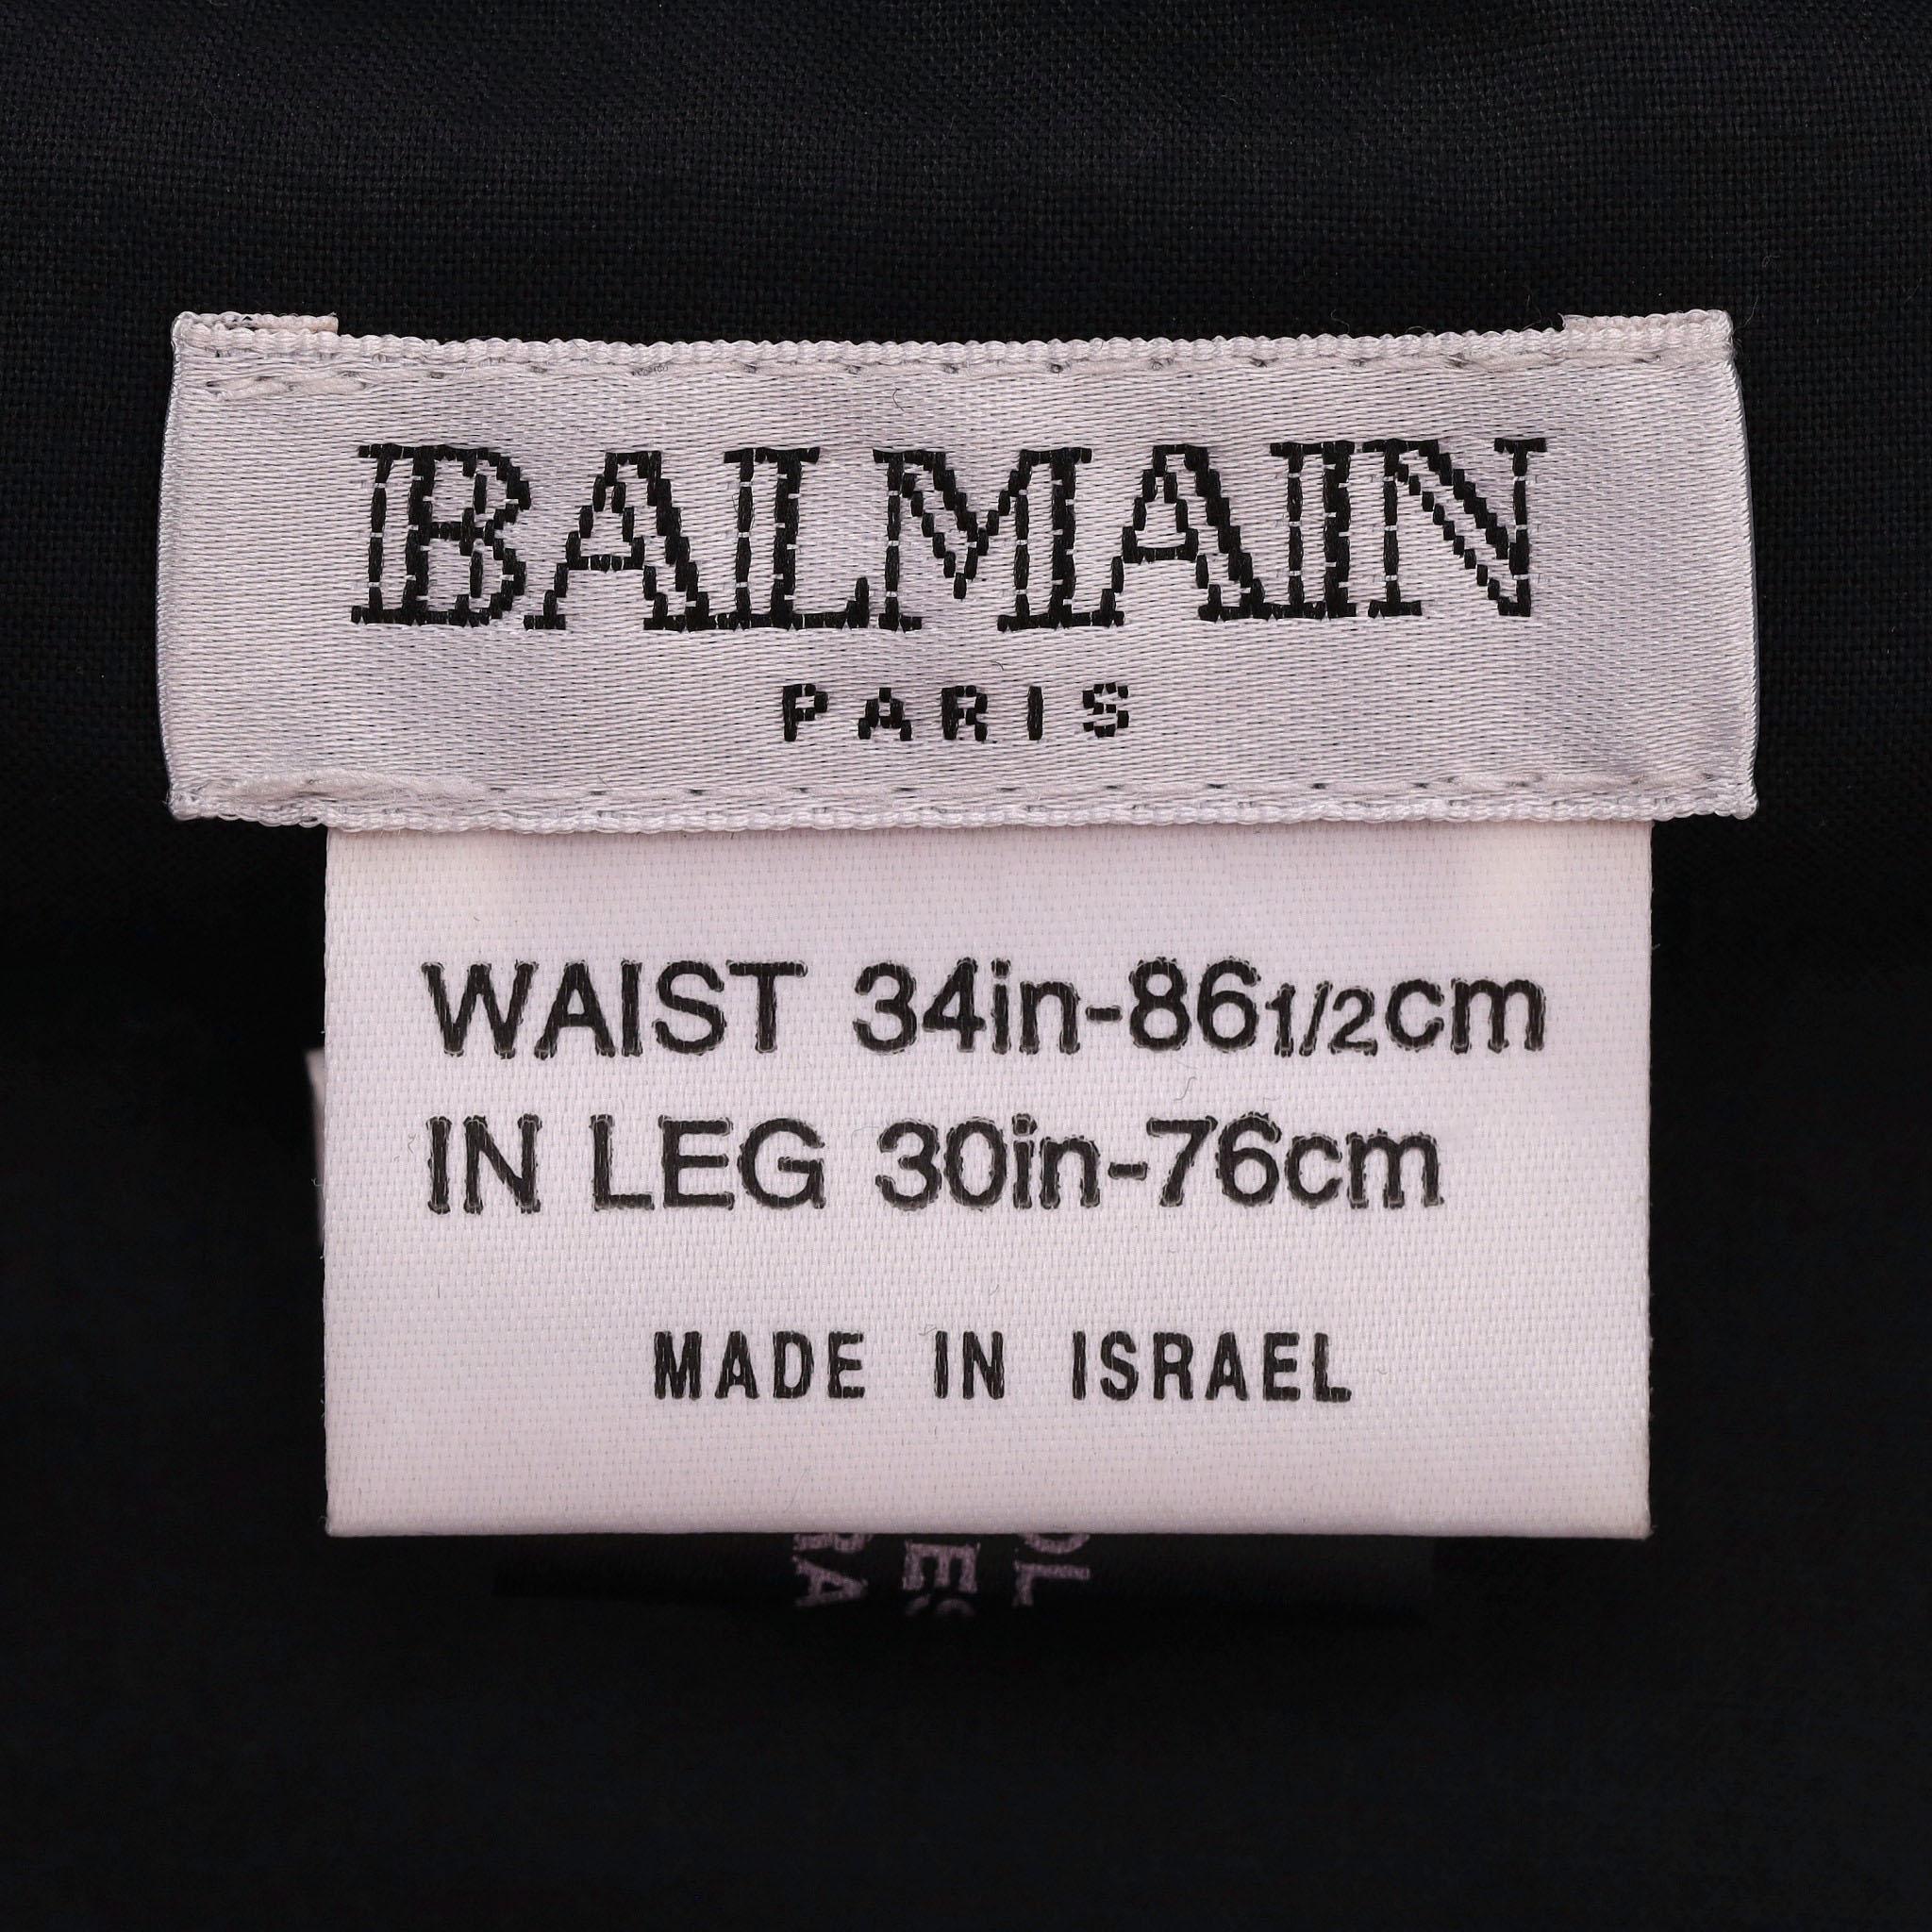 BALMAIN
PARIS
WAIST 34in-86 1/2cm
IN LEG 30in-76cm
MADE IN ISRAEL